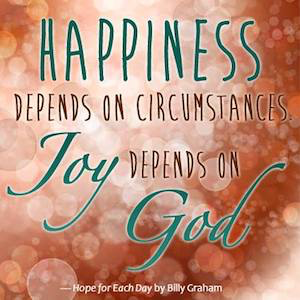 HAPPINESS
DEPENDS ON CIRCUMSTANCES.
Joy DEPENDS ON
God
— Hope for Each Day by Billy Graham